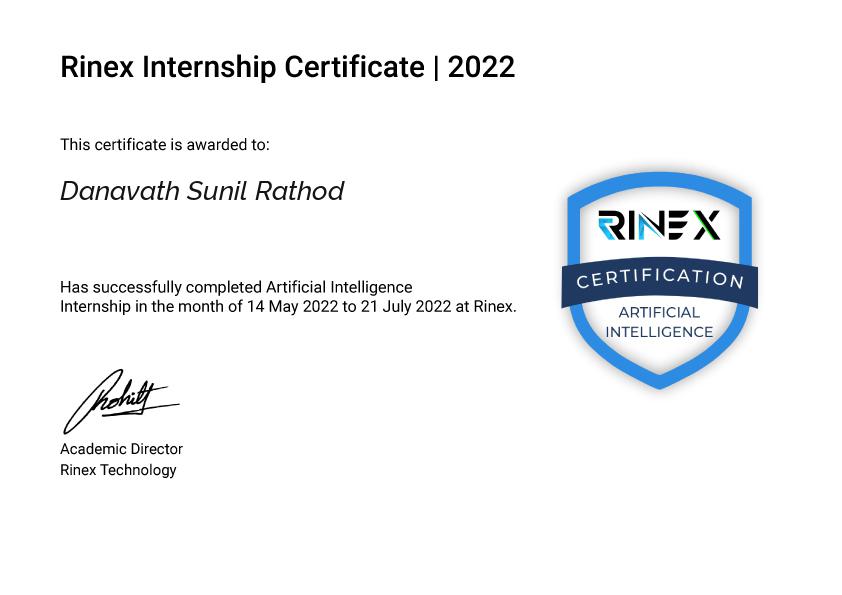 Rinex Internship Certificate | 2022
This certificate is awarded to:
Danavath Sunil Rathod
Has successfully completed Artificial Intelligence
Internship in the month of 14 May 2022 to 21 July 2022 at Rinex.
Academic Director
Rinex Technology
RINEX
CERTIFICATION
ARTIFICIAL
INTELLIGENCE